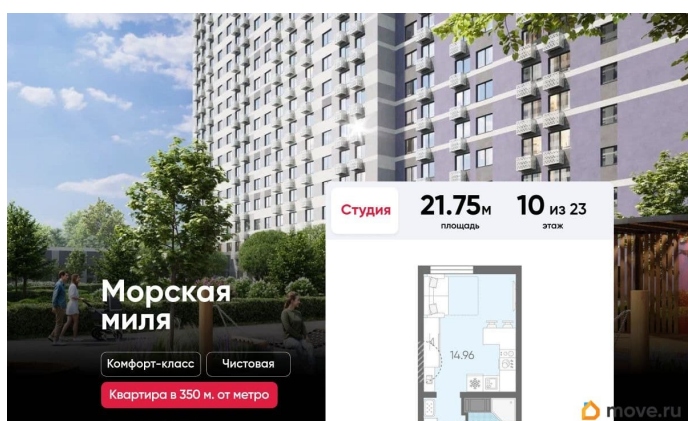 Студия
21.75м
площадь
10 из 23
этаж
Морская
миля
Комфорт-класс
Чистовая
Квартира в 350 м. от метро
14.96
move.ru